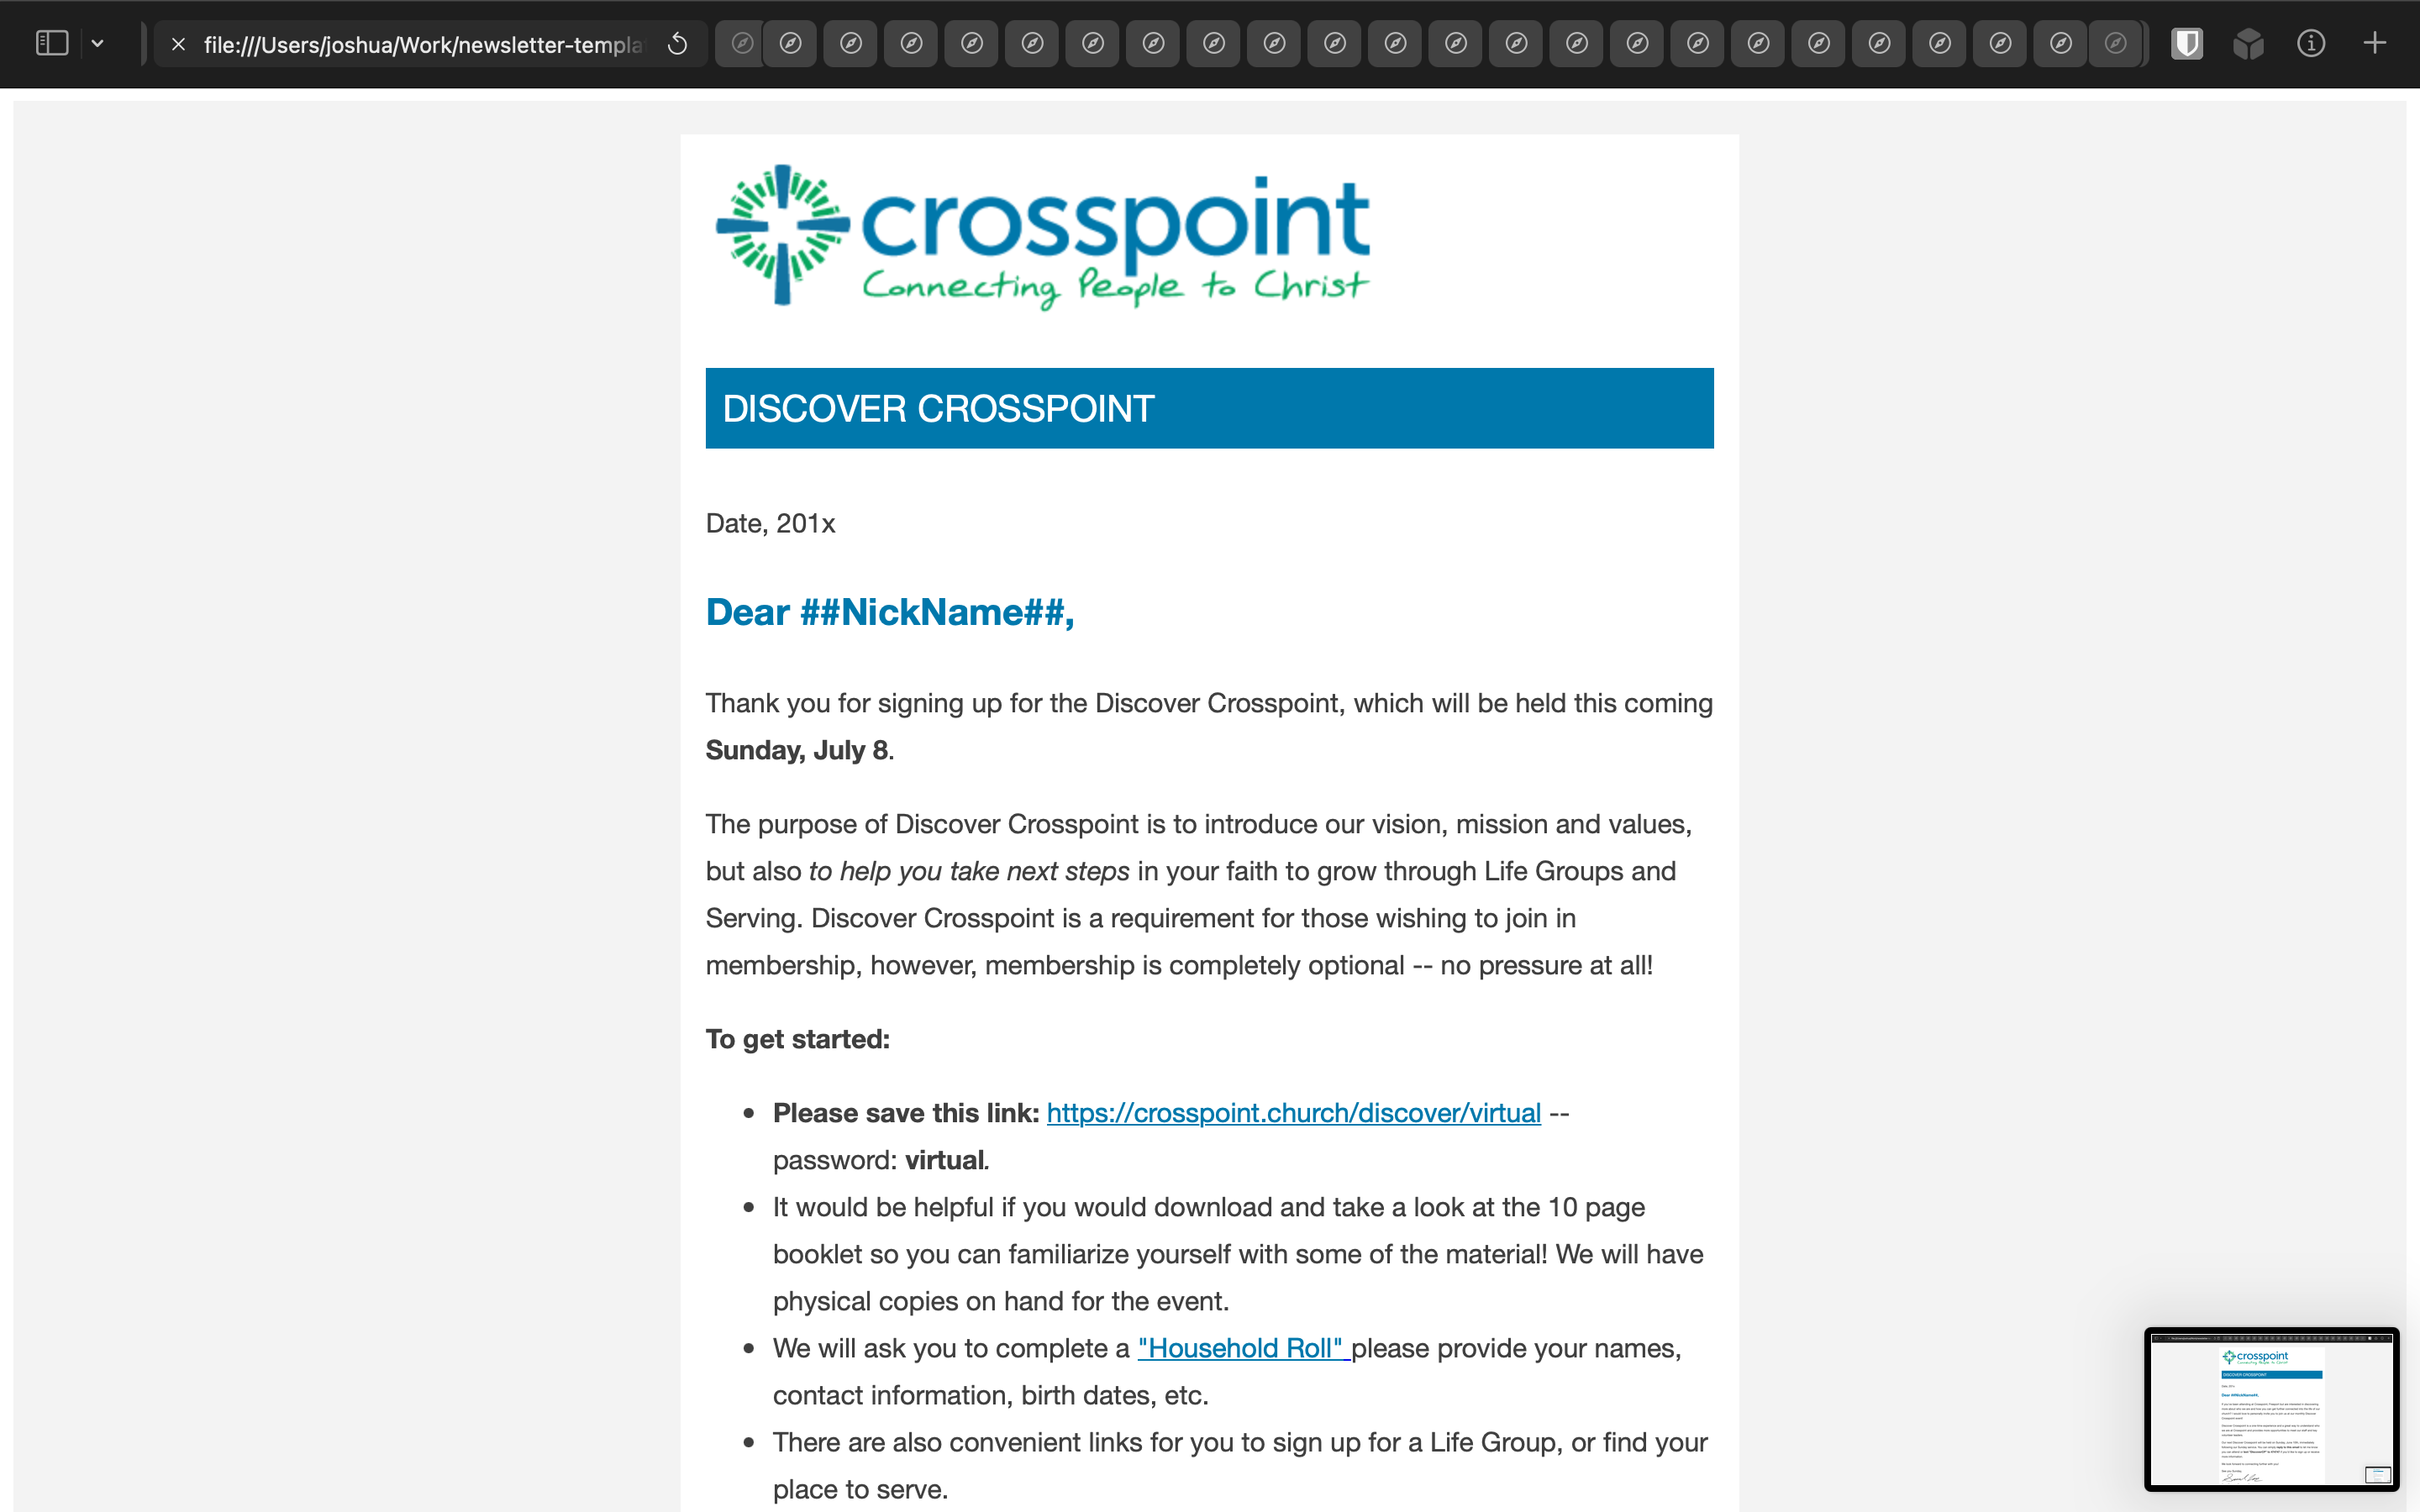 file:///Users/joshua/Work/newsletter-templa
crosspoint
Connecting People to Christ
DISCOVER CROSSPOINT
Date, 201x
Dear ##NickName##,
Thank you for signing up for the Discover Crosspoint, which will be held this coming
Sunday, July 8.
The purpose of Discover Crosspoint is to introduce our vision, mission and values,
but also to help you take next steps in your faith to grow through Life Groups and
Serving. Discover Crosspoint is a requirement for those wishing to join in
membership, however, membership is completely optional -- no pressure at all!
To get started:
Please save this link: https://crosspoint.church/discover/virtual --
password: virtual.
It would be helpful if you would download and take a look at the 10 page
booklet so you can familiarize yourself with some of the material! We will have
physical copies on hand for the event.
We will ask you to complete a "Household Roll" please provide your names,
contact information, birth dates, etc.
There are also convenient links for you to sign up for a Life Group, or find your
place to serve.
crosspoint
Connecting People to Christ
DISCOVER CROSSPOINT
Dear ##NickName##,